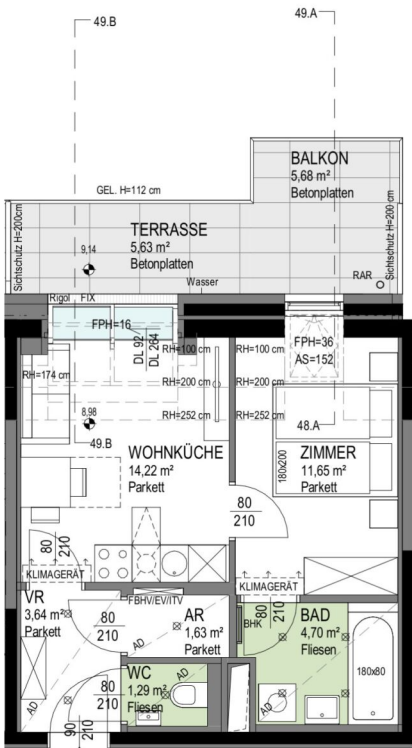 49.B
49.A
BALKON
5,68 m²
Betonplatten
GEL. H=112 cm
Sichtschutz H=200cm
TERRASSE
5,63 m²
Betonplatten
Sichtschutz H=200 cm
9,14
Wasser
RAR
Rigol FIX
FPH=16
DL 92
DL 264
FPH=36
AS=152
RH=100 cm
RH=100 cm
RH=174 cm
RH=200 cm
RH=200 cm
RH=252 cm
RH=252 cm
8,98
48.A
49.B
WOHNKÜCHE
14,22 m²
Parkett
180x200
ZIMMER
11,65 m²
Parkett
80
210
80
210
KLIMAGERÄT
KLIMAGERÄT
VR
3,64 m²
Parkett
FBHV/EV/ITV
80
210
AR
1,63 m²
Parkett
BHK
80
210
BAD
4,70 m²
Fliesen
AD
AD
180x80
WC
1,29 m²
Fliesen
80
210
AD
AD
90
210